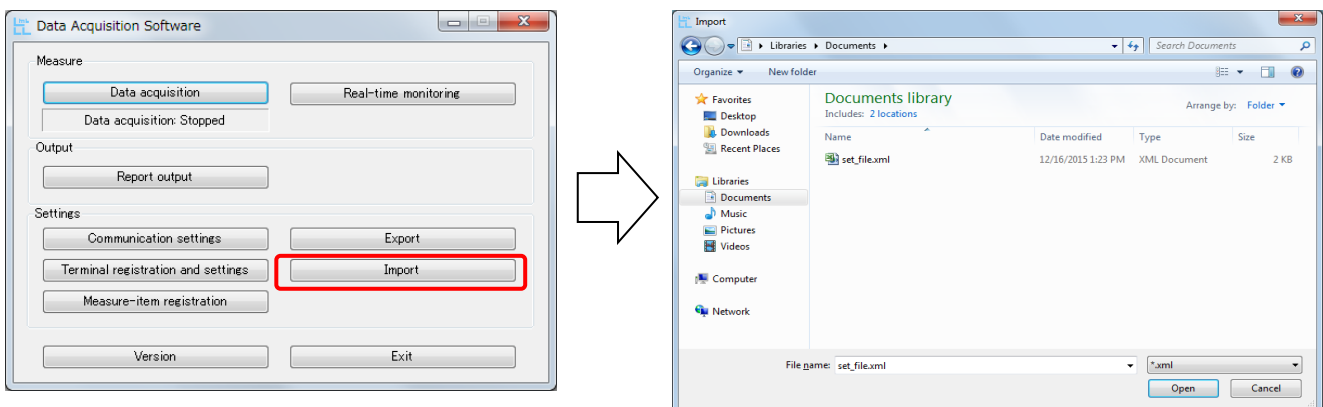 Data Acquisition Software
Measure
Data acquisition
Real-time monitoring
Data acquisition: Stopped
Output
Report output
Settings
Communication settings
Export
Terminal registration and settings
Import
Measure-item registration
Version
Exit
Import
Libraries
Documents
Search Documents
Organize
New folder
Favorites
Desktop
Downloads
Recent Places
Libraries
Documents
Music
Pictures
Videos
Computer
Network
Documents library
Includes: 2 locations
Arrange by: Folder
Name Date modified Type Size
set_file.xml 12/16/2015 1:23 PM XML Document 2 KB
File name: set_file.xml
*.xml
Open
Cancel